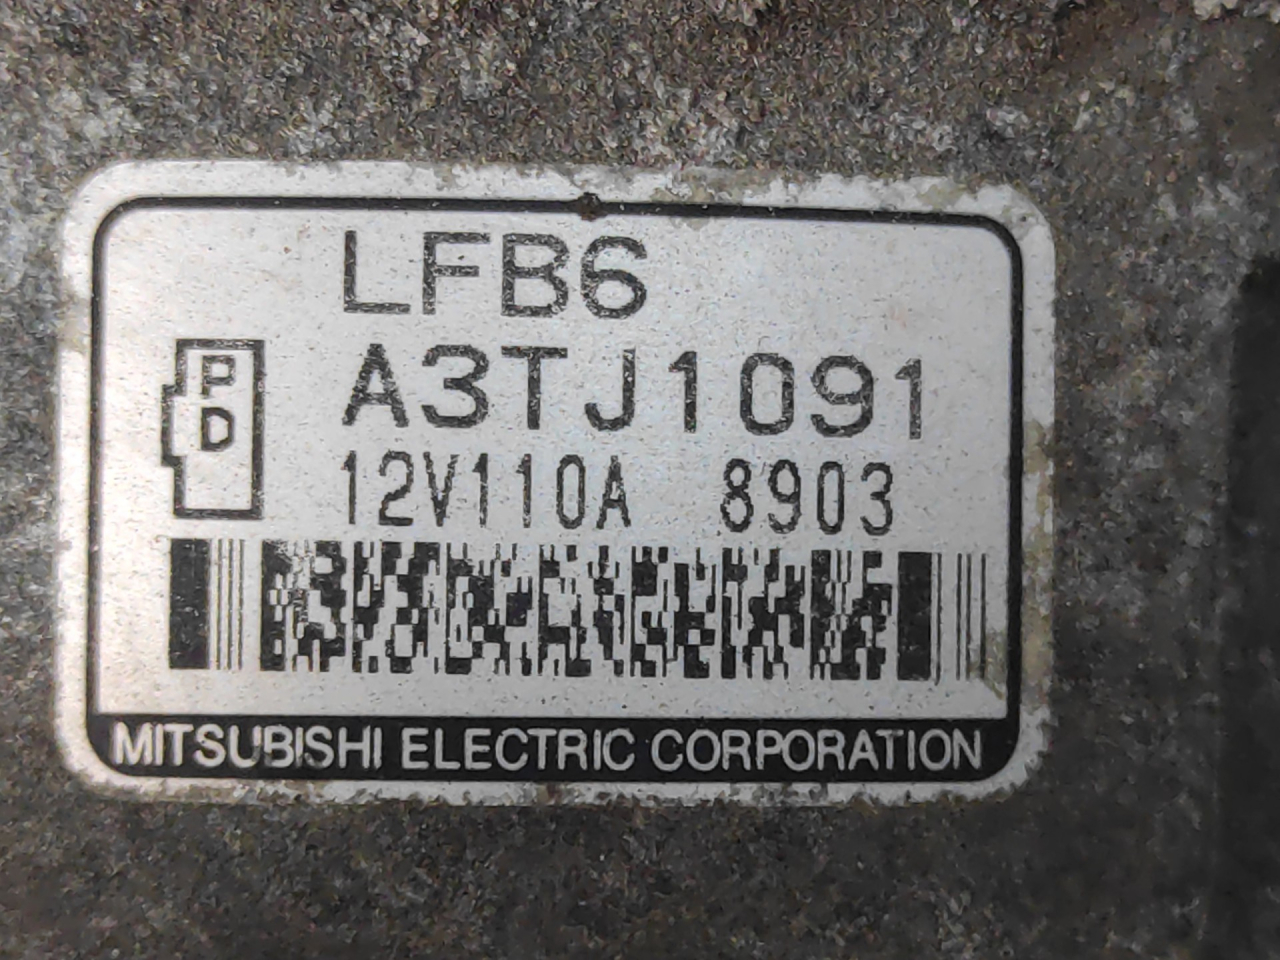 LFB6
P
D
A3TJ1091
12V110A 8903
MITSUBISHI ELECTRIC CORPORATION